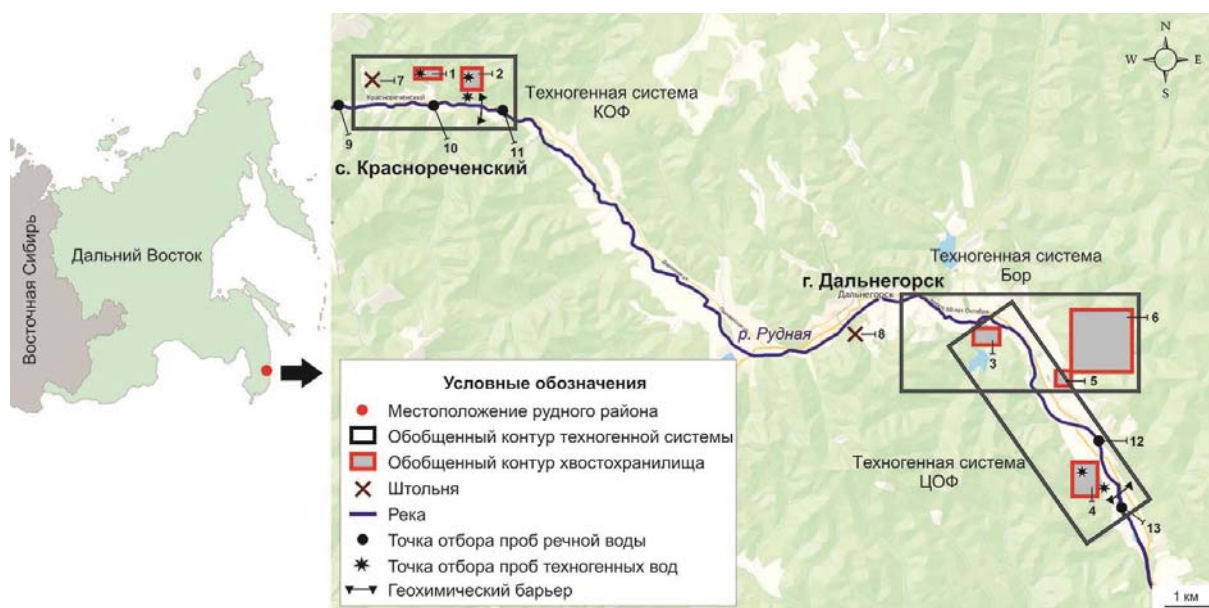 Восточная Сибирь
Дальний Восток
N
W
E
S
7
1
2
Краснореченский
9
10
11
Техногенная система
КОФ
с. Краснореченский
Техногенная система
Бор
г. Дальнегорск
Дальнегорск
р. Рудная
8
3
6
5
12
Техногенная система
ЦОФ
4
13
Условные обозначения
Местоположение рудного района
Обобщенный контур техногенной системы
Обобщенный контур хвостохранилища
Штольня
Река
Точка отбора проб речной воды
Точка отбора проб техногенных вод
Геохимический барьер
1 км